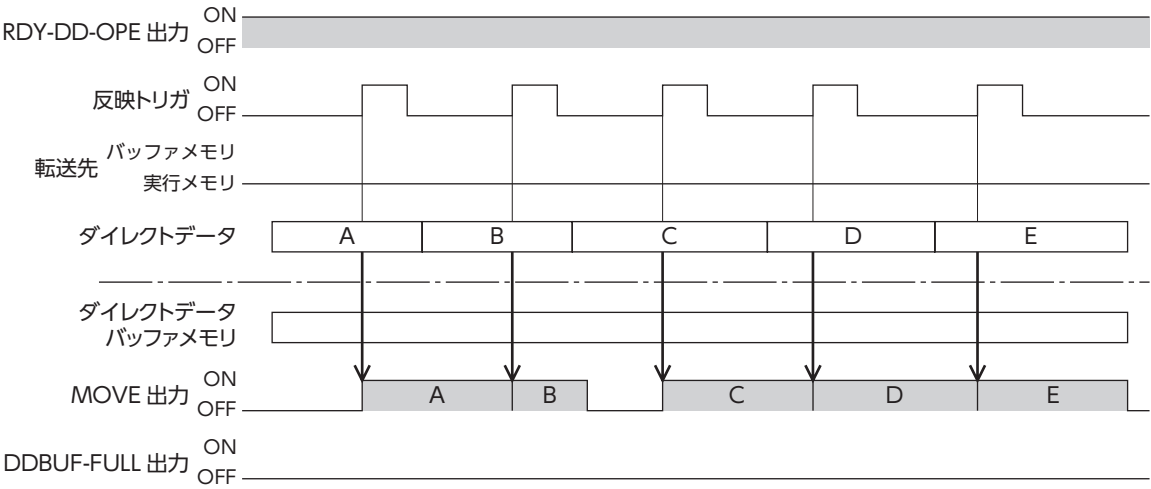 RDY-DD-OPE 出力 ON
OFF
反映トリガ ON
OFF
転送先 バッファメモリ
実行メモリ
ダイレクトデータ A B C D E
ダイレクトデータ
バッファメモリ
MOVE 出力 ON
OFF
A B C D E
DDBUF-FULL 出力 ON
OFF